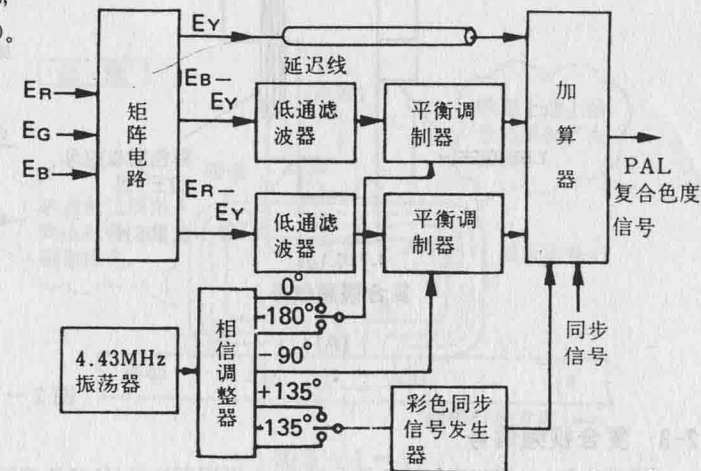 )。
EY
延迟线
EB－
EY
ER
EG
EB
矩阵电路
低通滤
波器
平衡调
制器
加算器
PAL
复合色度
信号
ER－
EY
低通滤
波器
平衡调
制器
0°
-180°
-90°
+135°
-135°
相信调整器
4.43MHz
振荡器
彩色同步
信号发生
器
同步
信号